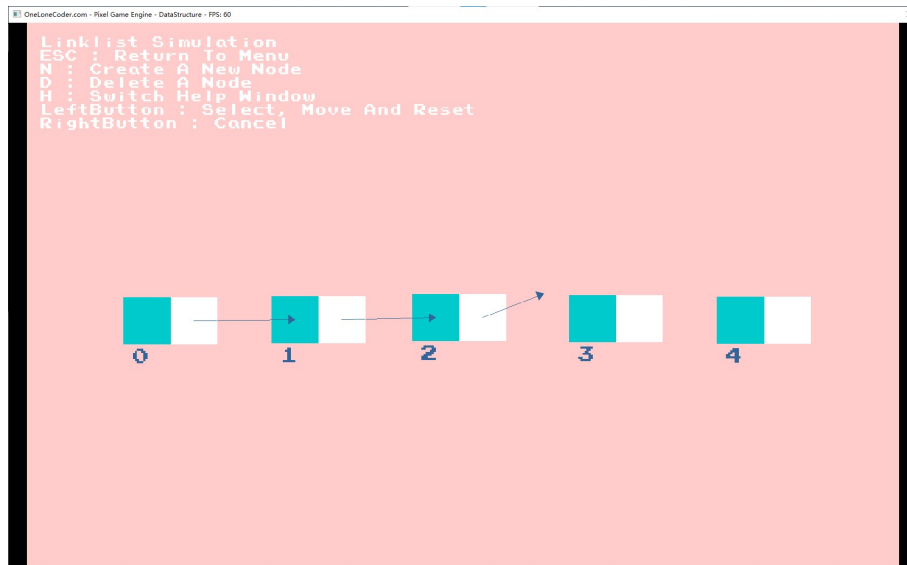 OneLoneCoder.com - Pixel Game Engine - DataStructure - FPS: 60
Linklist Simulation
ESC : Return To Menu
N : Create A New Node
D : Delete A Node
H : Switch Help Window
LeftButton : Select, Move And Reset
RightButton : Cancel
0 1 2 3 4